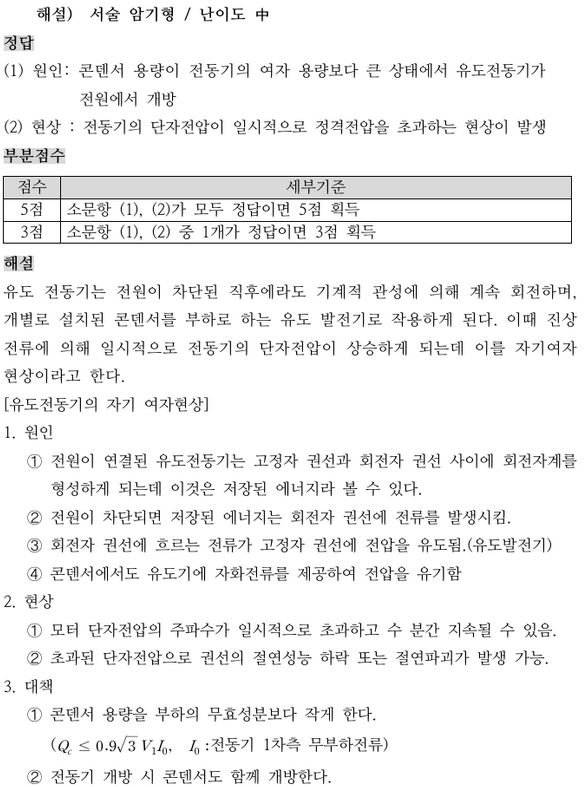 해설) 서술 암기형 / 난이도 中
정답
(1) 원인: 콘덴서 용량이 전동기의 여자 용량보다 큰 상태에서 유도전동기가
전원에서 개방
(2) 현상 : 전동기의 단자전압이 일시적으로 정격전압을 초과하는 현상이 발생
부분점수
점수 세부기준
5점 소문항 (1), (2)가 모두 정답이면 5점 획득
3점 소문항 (1), (2) 중 1개가 정답이면 3점 획득
해설
유도 전동기는 전원이 차단된 직후에라도 기계적 관성에 의해 계속 회전하며,
개별로 설치된 콘덴서를 부하로 하는 유도 발전기로 작용하게 된다. 이때 진상
전류에 의해 일시적으로 전동기의 단자전압이 상승하게 되는데 이를 자기여자
현상이라고 한다.
[유도전동기의 자기 여자현상]
1. 원인
① 전원이 연결된 유도전동기는 고정자 권선과 회전자 권선 사이에 회전자계를
형성하게 되는데 이것은 저장된 에너지라 볼 수 있다.
② 전원이 차단되면 저장된 에너지는 회전자 권선에 전류를 발생시킴.
③ 회전자 권선에 흐르는 전류가 고정자 권선에 전압을 유도됨.(유도발전기)
④ 콘덴서에서도 유도기에 자화전류를 제공하여 전압을 유기함
2. 현상
① 모터 단자전압의 주파수가 일시적으로 초과하고 수 분간 지속될 수 있음.
② 초과된 단자전압으로 권선의 절연성능 하락 또는 절연파괴가 발생 가능.
3. 대책
① 콘덴서 용량을 부하의 무효성분보다 작게 한다.
(Q_c ≤ 0.9√3 V₁I₀, I₀ :전동기 1차측 무부하전류)
② 전동기 개방 시 콘덴서도 함께 개방한다.